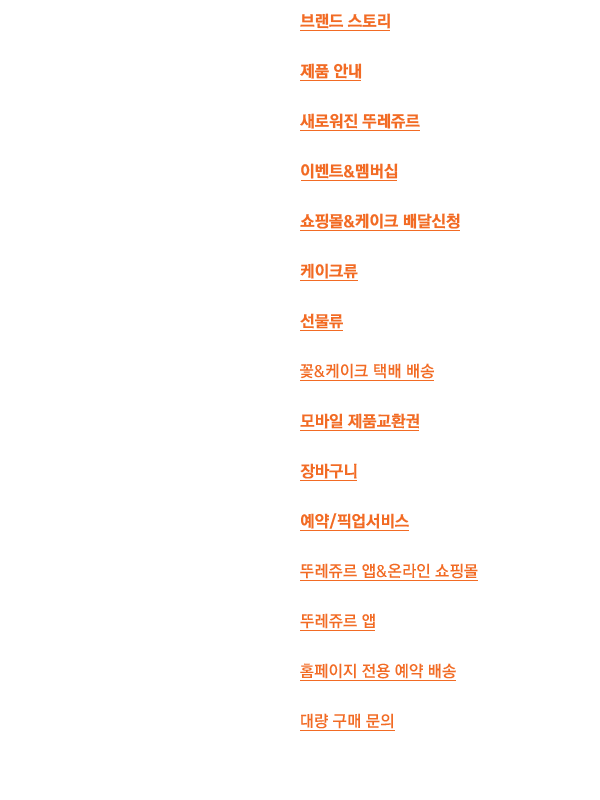 브랜드 스토리
제품 안내
새로워진 뚜레쥬르
이벤트&멤버십
쇼핑몰&케이크 배달신청
케이크류
선물류
꽃&케이크 택배 배송
모바일 제품교환권
장바구니
예약/픽업서비스
뚜레쥬르 앱&온라인 쇼핑몰
뚜레쥬르 앱
홈페이지 전용 예약 배송
대량 구매 문의